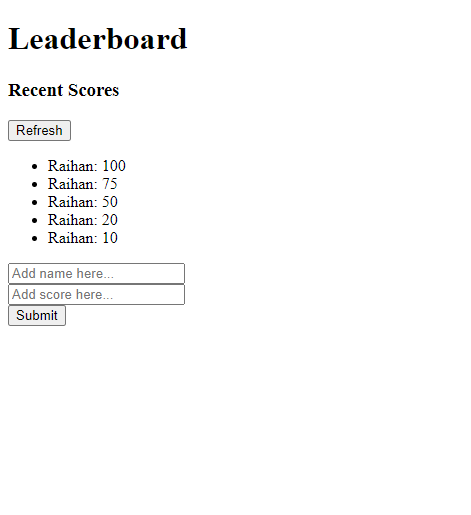 Leaderboard
Recent Scores
Refresh
Raihan: 100
Raihan: 75
Raihan: 50
Raihan: 20
Raihan: 10
Add name here...
Add score here...
Submit